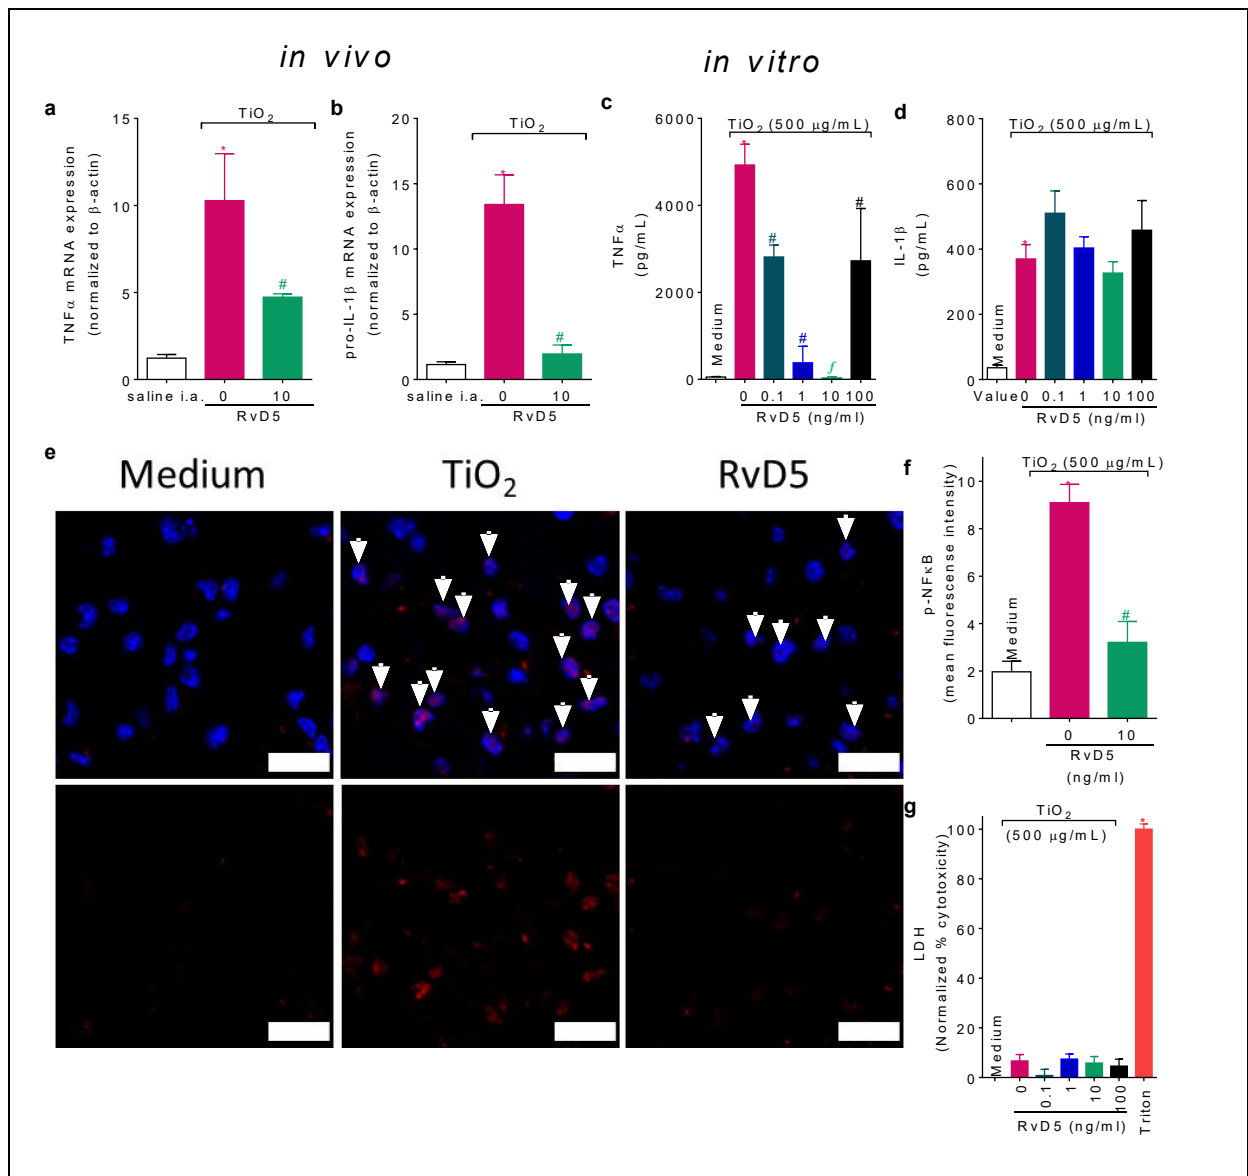 in vivo
in vitro
a
TNFα mRNA expression
(normalized to β-actin)
TiO2
15
10
5
0
*
#
saline i.a.
0
10
RvD5
b
pro-IL-1β mRNA expression
(normalized to β-actin)
TiO2
20
15
10
5
0
*
#
saline i.a.
0
10
RvD5
c
TNFα
(pg/mL)
TiO2 (500 μg/mL)
6000
4000
2000
0
Medium
*
#
#
f
#
0
0.1
1
10
100
RvD5 (ng/ml)
d
IL-1β
(pg/mL)
TiO2 (500 μg/mL)
800
600
400
200
0
Medium
*
Value
0
0.1
1
10
100
RvD5 (ng/ml)
e
Medium
TiO2
RvD5
f
p-NFκB
(mean fluorescense intensity)
TiO2 (500 μg/mL)
10
8
6
4
2
0
Medium
*
#
0
10
RvD5
(ng/ml)
g
LDH
(Normalized % cytotoxicity)
TiO2
(500 μg/mL)
100
80
60
40
20
0
Medium
*
0
0.1
1
10
100
Triton
RvD5 (ng/ml)